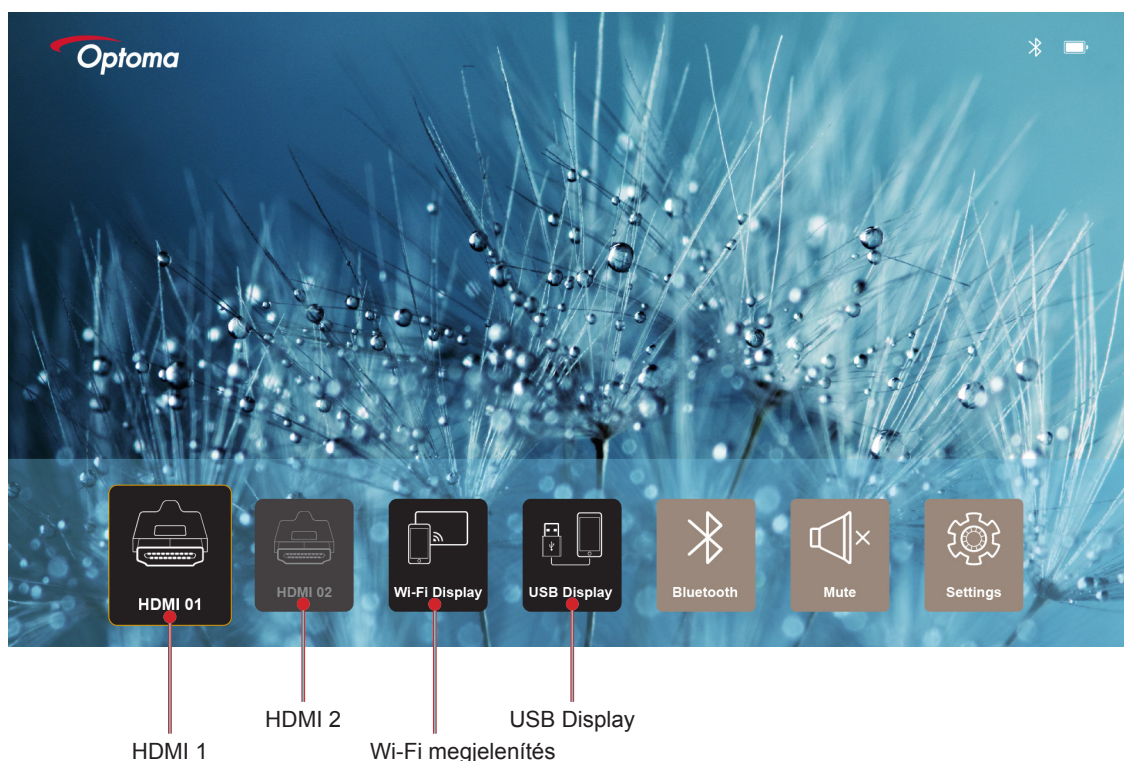 Optoma
HDMI 01
HDMI 02
Wi-Fi Display
USB Display
Bluetooth
Mute
Settings
HDMI 2
USB Display
HDMI 1
Wi-Fi megjelenítés